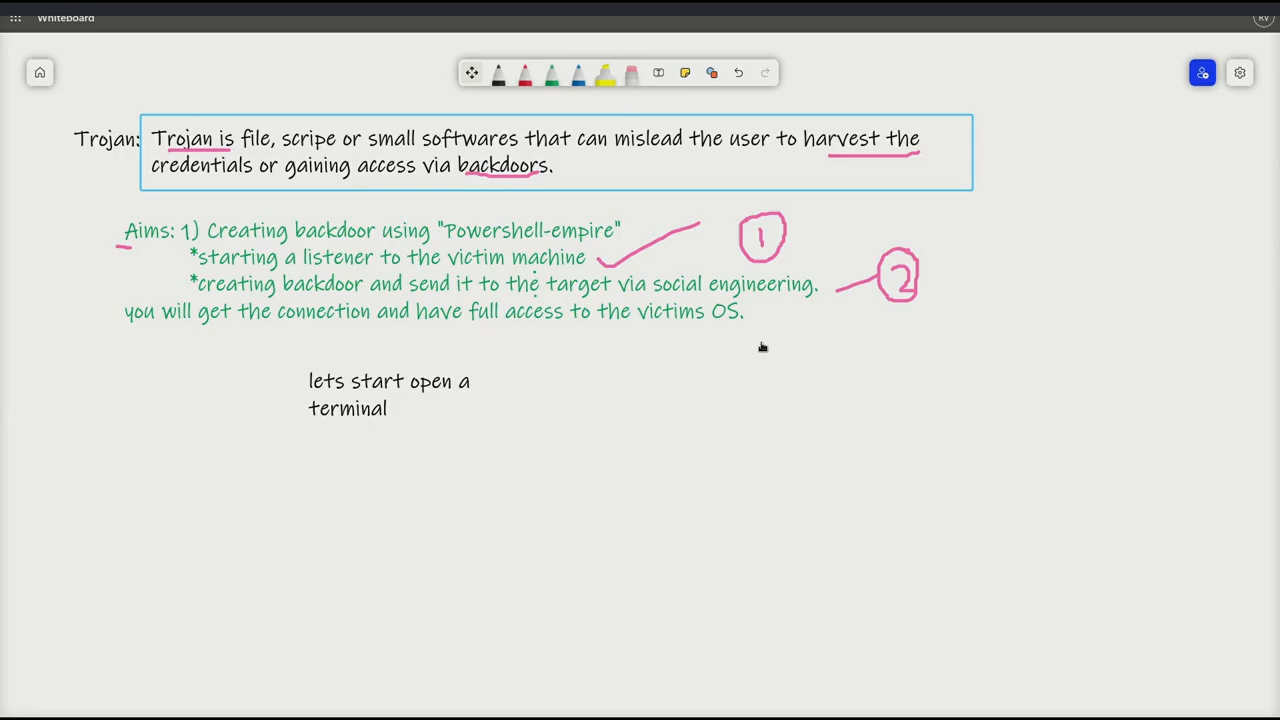 Whiteboard
RV
Trojan: Trojan is file, scripe or small softwares that can mislead the user to harvest the
credentials or gaining access via backdoors.
Aims: 1) Creating backdoor using "Powershell-empire"
*starting a listener to the victim machine
1
*creating backdoor and send it to the target via social engineering.
2
you will get the connection and have full access to the victims OS.
lets start open a
terminal